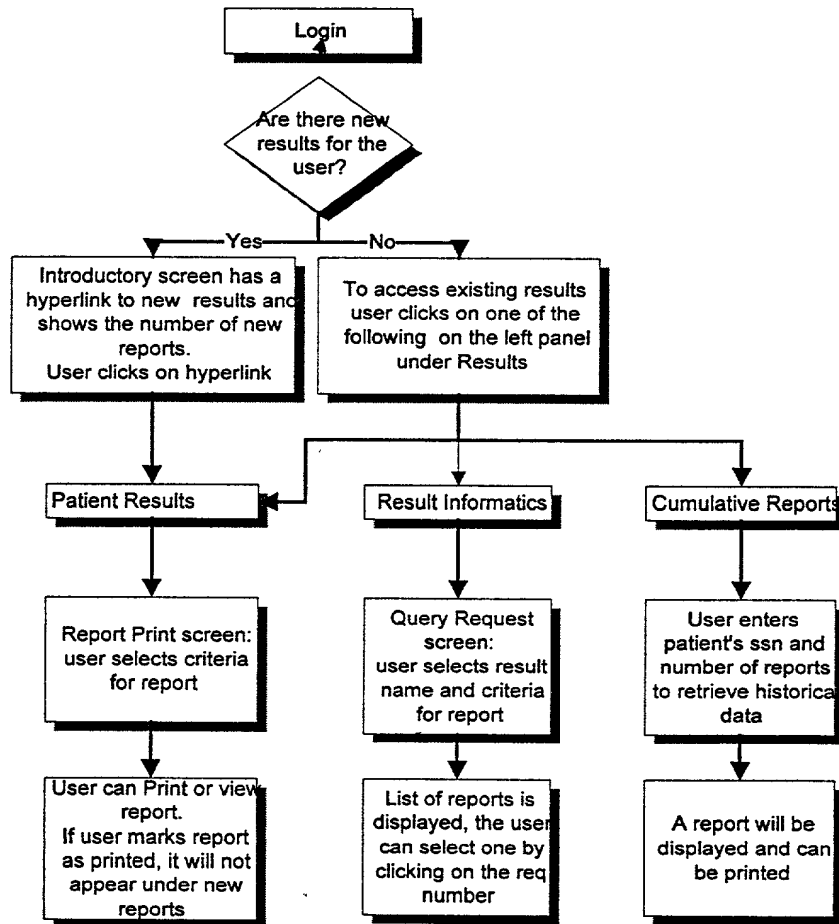 Login
Are there new
results for the
user?
Yes
No
Introductory screen has a
hyperlink to new results and
shows the number of new
reports.
User clicks on hyperlink
To access existing results
user clicks on one of the
following on the left panel
under Results
Patient Results
Result Informatics
Cumulative Reports
Report Print screen:
user selects criteria
for report
Query Request
screen:
user selects result
name and criteria
for report
User enters
patient's ssn and
number of reports
to retrieve historica
data
User can Print or view
report.
If user marks report
as printed, it will not
appear under new
reports
List of reports is
displayed, the user
can select one by
clicking on the req
number
A report will be
displayed and can
be printed